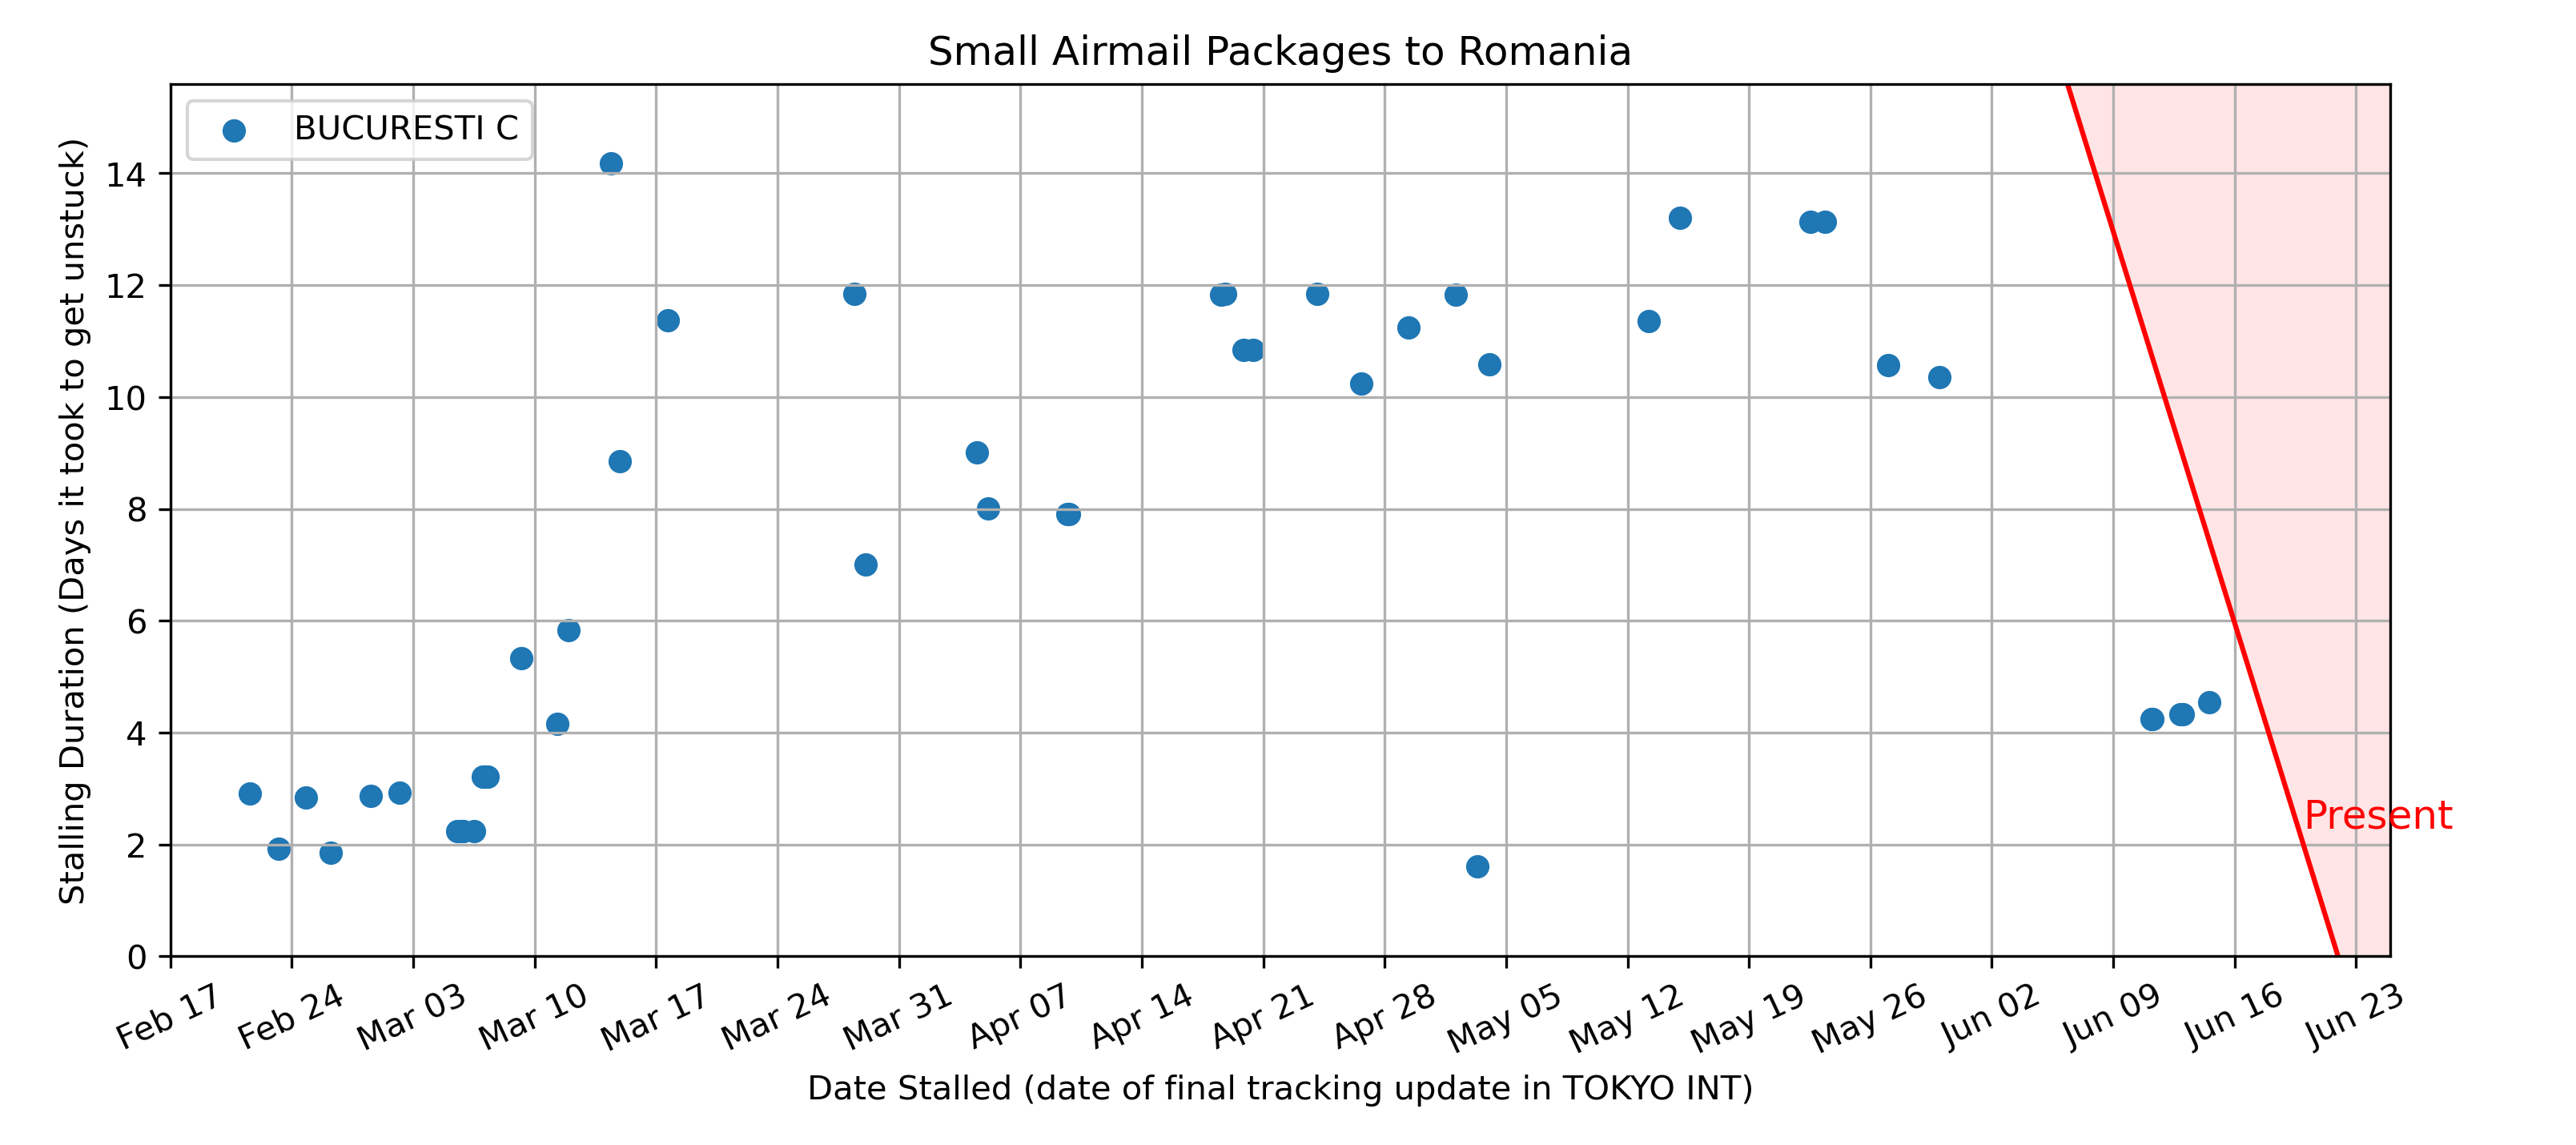 Small Airmail Packages to Romania
BUCURESTI C
Stalling Duration (Days it took to get unstuck)
14
12
10
8
6
4
2
0
Present
Feb 17
Feb 24
Mar 03
Mar 10
Mar 17
Mar 24
Mar 31
Apr 07
Apr 14
Apr 21
Apr 28
May 05
May 12
May 19
May 26
Jun 02
Jun 09
Jun 16
Jun 23
Date Stalled (date of final tracking update in TOKYO INT)